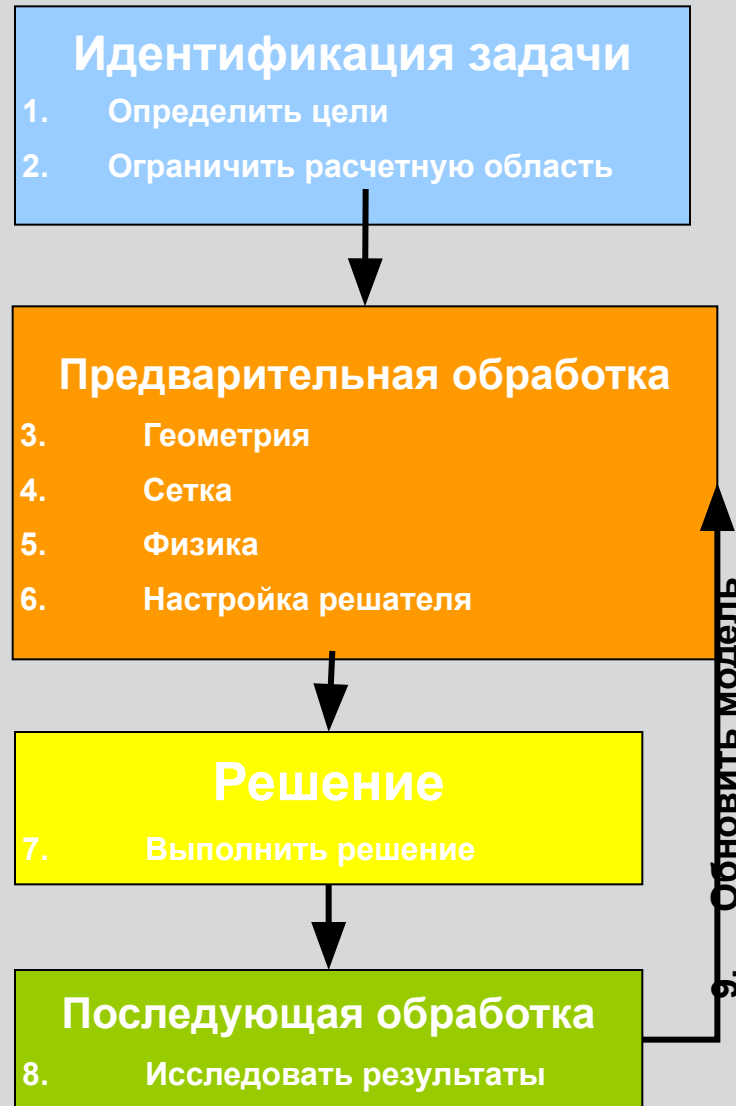 Идентификация задачи
1. Определить цели
2. Ограничить расчетную область
Предварительная обработка
3. Геометрия
4. Сетка
5. Физика
6. Настройка решателя
Решение
7. Выполнить решение
Последующая обработка
8. Исследовать результаты
9. Обновить модель